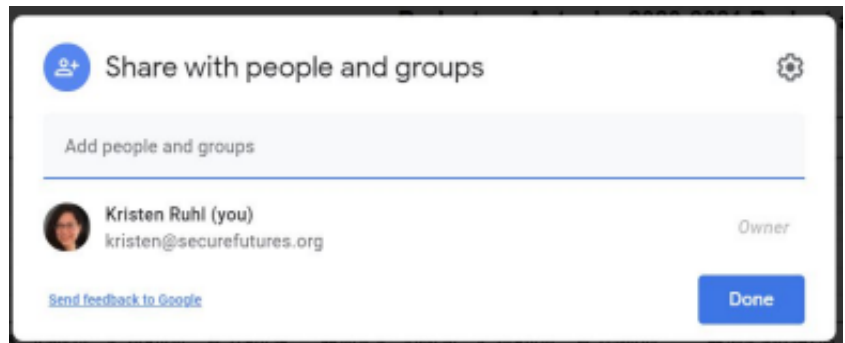 Share with people and groups
Add people and groups
Kristen Ruhl (you)
kristen@securefutures.org
Owner
Send feedback to Google
Done